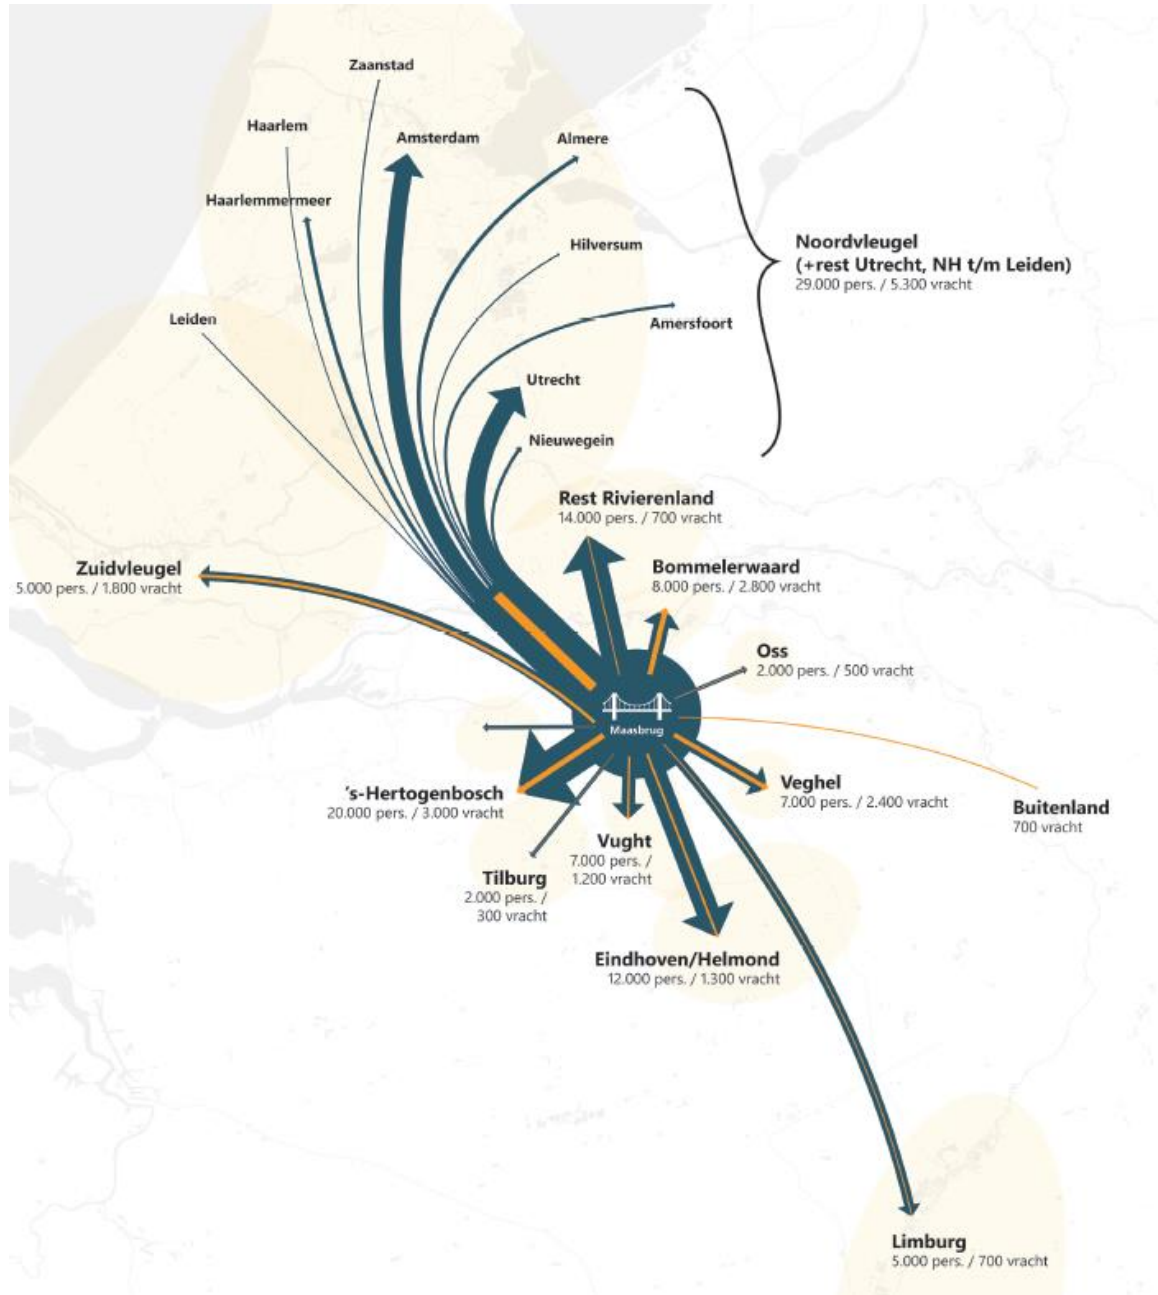 Zaanstad
Haarlem
Amsterdam
Almere
Haarlemmermeer
Hilversum
Noordvleugel
(+rest Utrecht, NH t/m Leiden)
29.000 pers. / 5.300 vracht
Leiden
Amersfoort
Utrecht
Nieuwegein
Rest Rivierenland
14.000 pers. / 700 vracht
Zuidvleugel
5.000 pers. / 1.800 vracht
Bommelerwaard
8.000 pers. / 2.800 vracht
Oss
2.000 pers. / 500 vracht
Maasbrug
's-Hertogenbosch
20.000 pers. / 3.000 vracht
Veghel
7.000 pers. / 2.400 vracht
Buitenland
700 vracht
Vught
7.000 pers. /
1.200 vracht
Tilburg
2.000 pers. /
300 vracht
Eindhoven/Helmond
12.000 pers. / 1.300 vracht
Limburg
5.000 pers. / 700 vracht